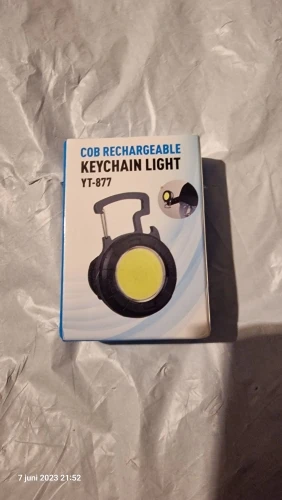 COB RECHARGEABLE
KEYCHAIN LIGHT
YT-877
7 juni 2023 21:52